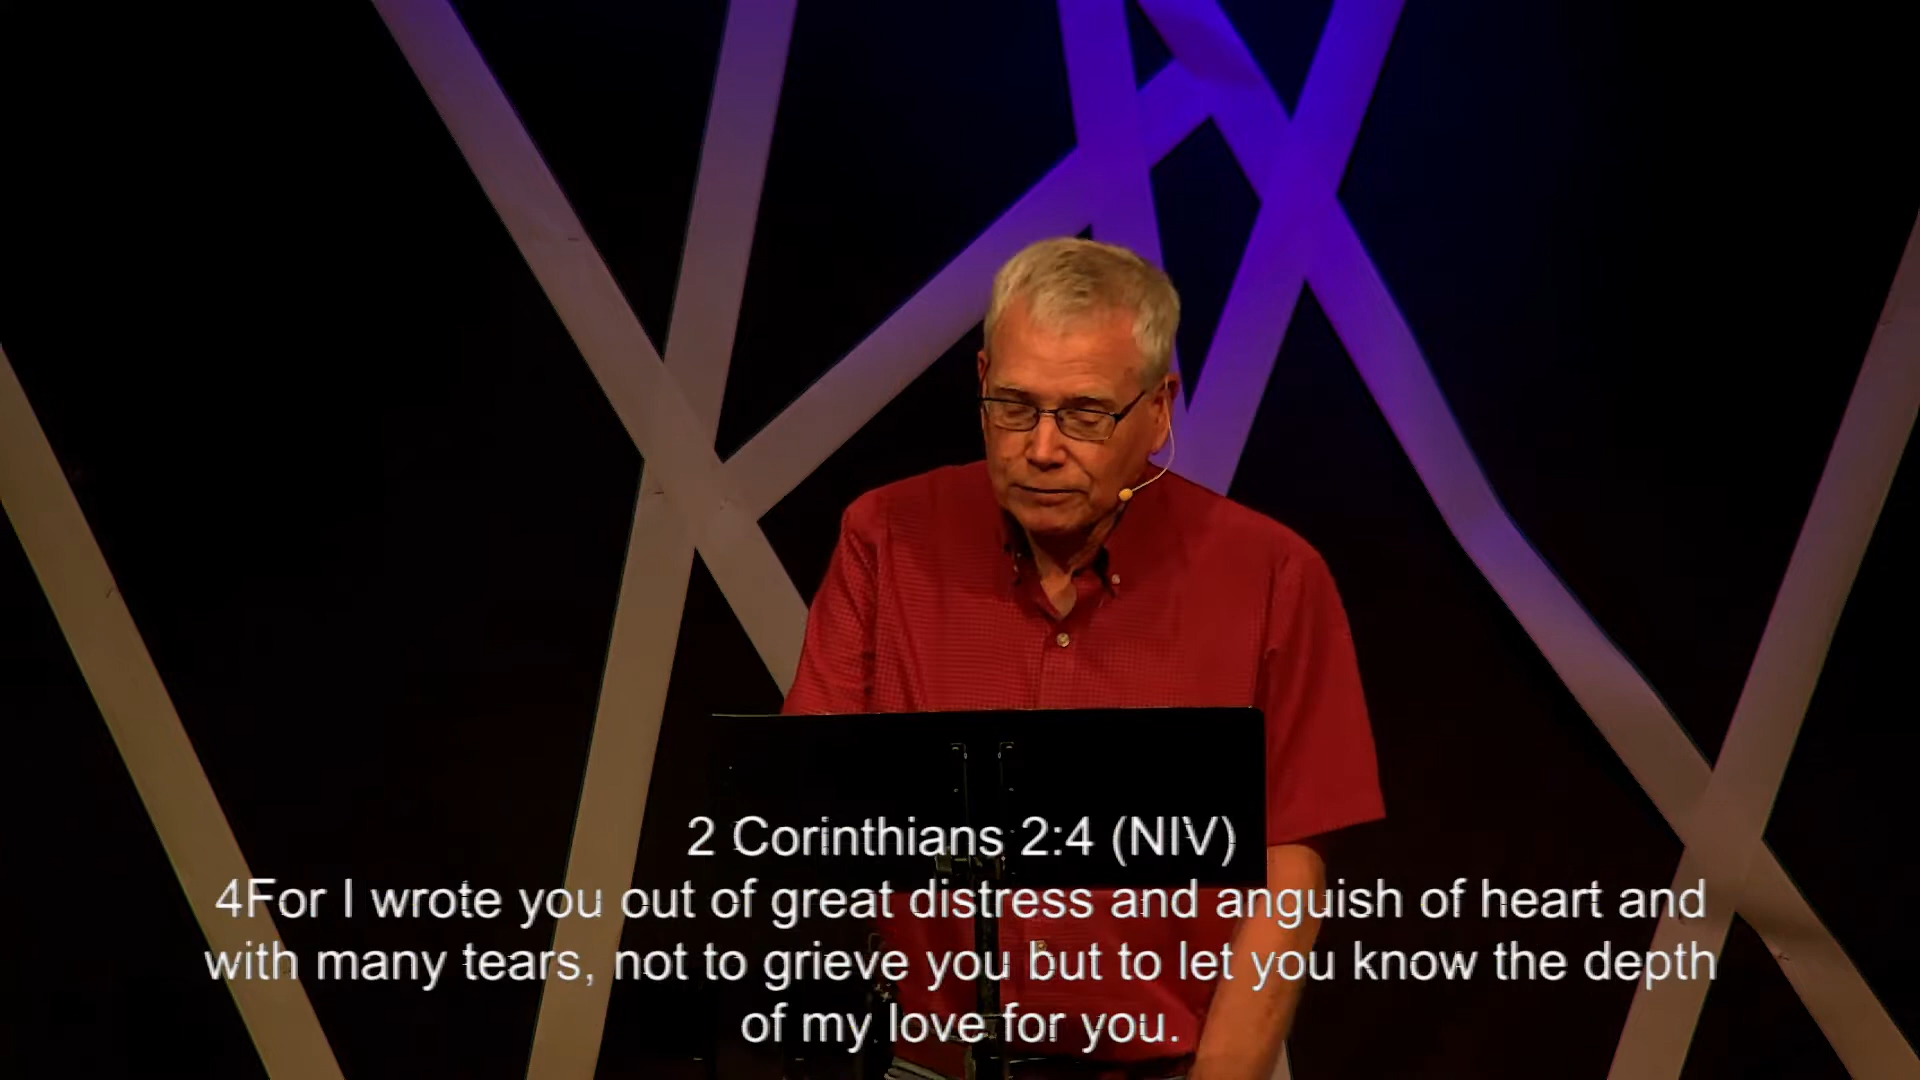 2 Corinthians 2:4 (NIV)
4For I wrote you out of great distress and anguish of heart and
with many tears, not to grieve you but to let you know the depth
of my love for you.